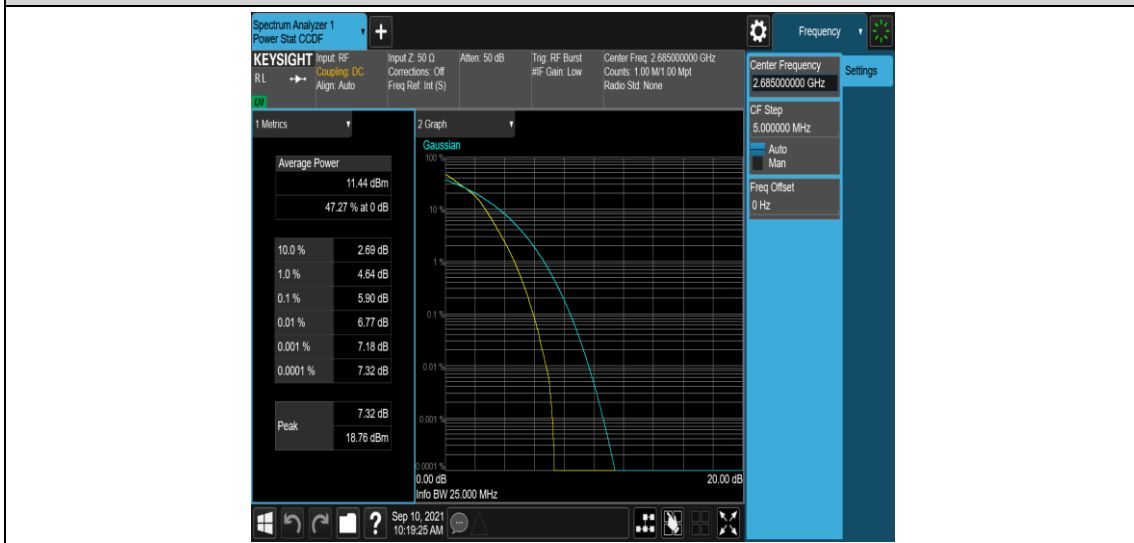 Spectrum Analyzer 1
Power Stat CCDF
+
Frequency
KEYSIGHT
RL
LXI
Input: RF
Coupling: DC
Align: Auto
Input Z: 50 Ω
Corrections: Off
Freq Ref: Int (S)
Atten: 50 dB
Trig: RF Burst
#IF Gain: Low
Center Freq: 2.685000000 GHz
Counts: 1.00 M/1.00 Mpt
Radio Std: None
Center Frequency
2.685000000 GHz
Settings
CF Step
5.000000 MHz
Auto
Man
Freq Offset
0 Hz
1 Metrics
Average Power
11.44 dBm
47.27 % at 0 dB
10.0 % 2.69 dB
1.0 % 4.64 dB
0.1 % 5.90 dB
0.01 % 6.77 dB
0.001 % 7.18 dB
0.0001 % 7.32 dB
Peak
7.32 dB
18.76 dBm
2 Graph
Gaussian
100 %
10 %
1 %
0.1 %
0.01 %
0.001 %
0.0001 %
0.00 dB
20.00 dB
Info BW 25.000 MHz
?
Sep 10, 2021
10:19:25 AM